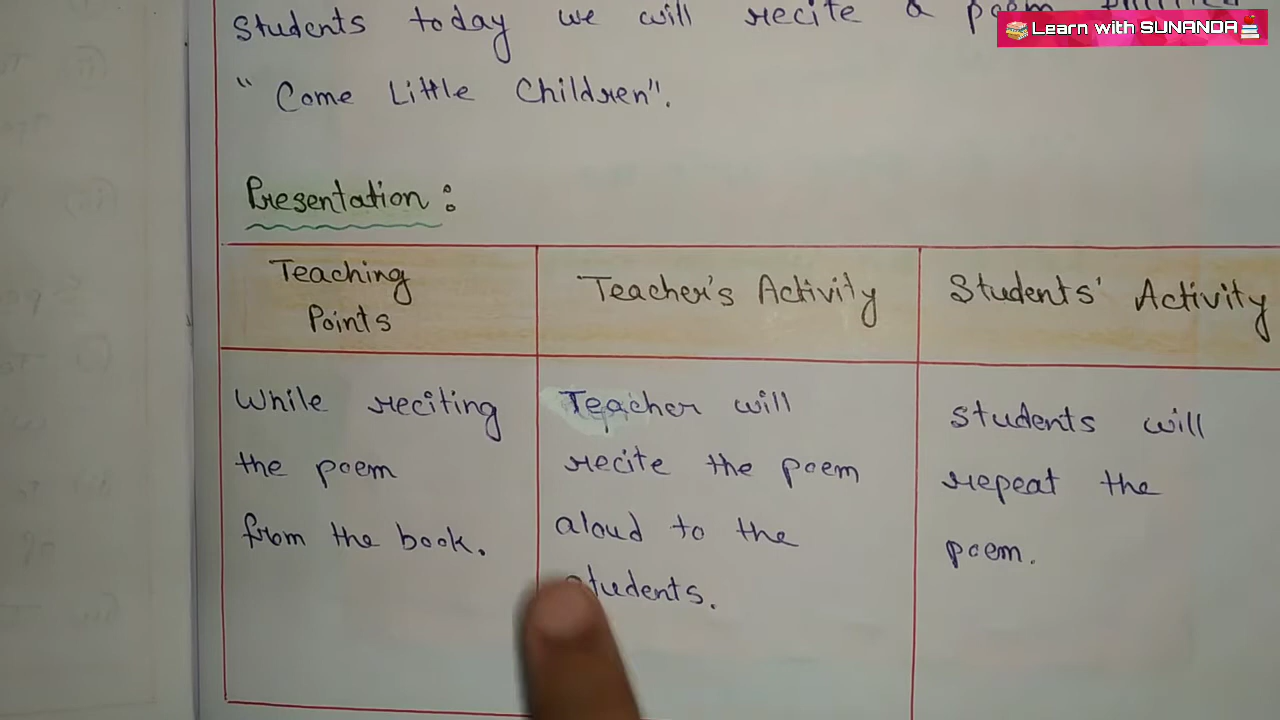 Students today we will recite a poem
"Come Little Children".
Learn with SUNANDA
Presentation :
Teaching
Points
Teacher's Activity
Students' Activity
While reciting
the poem
from the book.
Teacher will
recite the poem
aloud to the
students.
Students will
repeat the
poem.